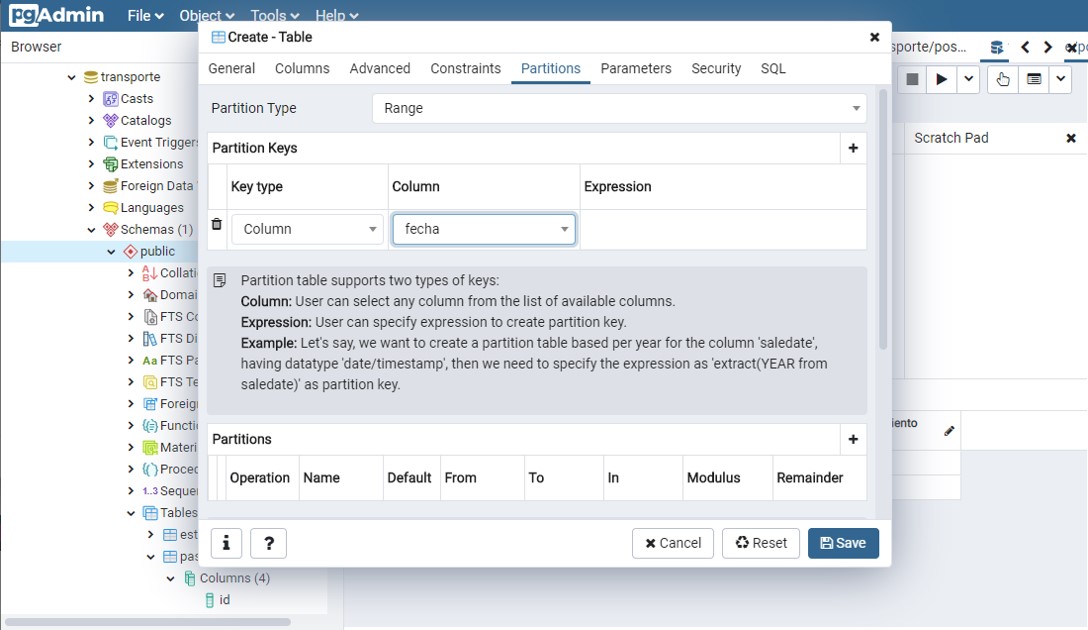 pgAdmin File Object Tools Help
Browser
Create - Table
sporte/pos...
General Columns Advanced Constraints Partitions Parameters Security SQL
transporte
Casts
Catalogs
Event Triggers
Extensions
Foreign Data
Languages
Schemas (1)
public
Collati
Domai
FTS Co
FTS Di
FTS Pa
FTS Te
Foreig
Functi
Materi
Proced
1..3 Seque
Tables
est
pas
Columns (4)
id
Partition Type Range
Partition Keys
Key type Column Expression
Column fecha
Partition table supports two types of keys:
Column: User can select any column from the list of available columns.
Expression: User can specify expression to create partition key.
Example: Let's say, we want to create a partition table based per year for the column 'saledate',
having datatype 'date/timestamp', then we need to specify the expression as 'extract(YEAR from
saledate)' as partition key.
Partitions
Operation Name Default From To In Modulus Remainder
Cancel Reset Save
Scratch Pad
iento